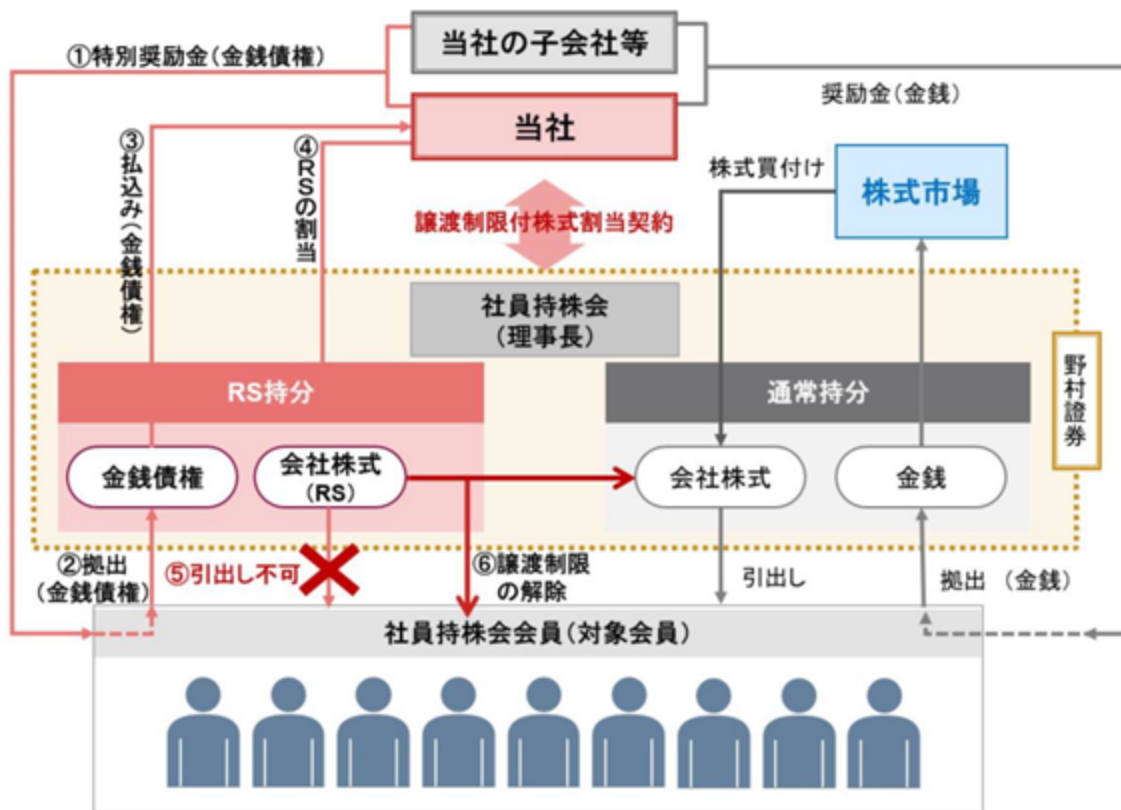 当社の子会社等
①特別奨励金(金銭債権)
奨励金(金銭)
当社
③払込み(金銭債権)
④RSの割当
株式買付け
株式市場
譲渡制限付株式割当契約
社員持株会
(理事長)
野村證券
RS持分
通常持分
金銭債権
会社株式
(RS)
会社株式
金銭
②拠出
(金銭債権)
⑤引出し不可
⑥譲渡制限
の解除
引出し
拠出 (金銭)
社員持株会会員(対象会員)